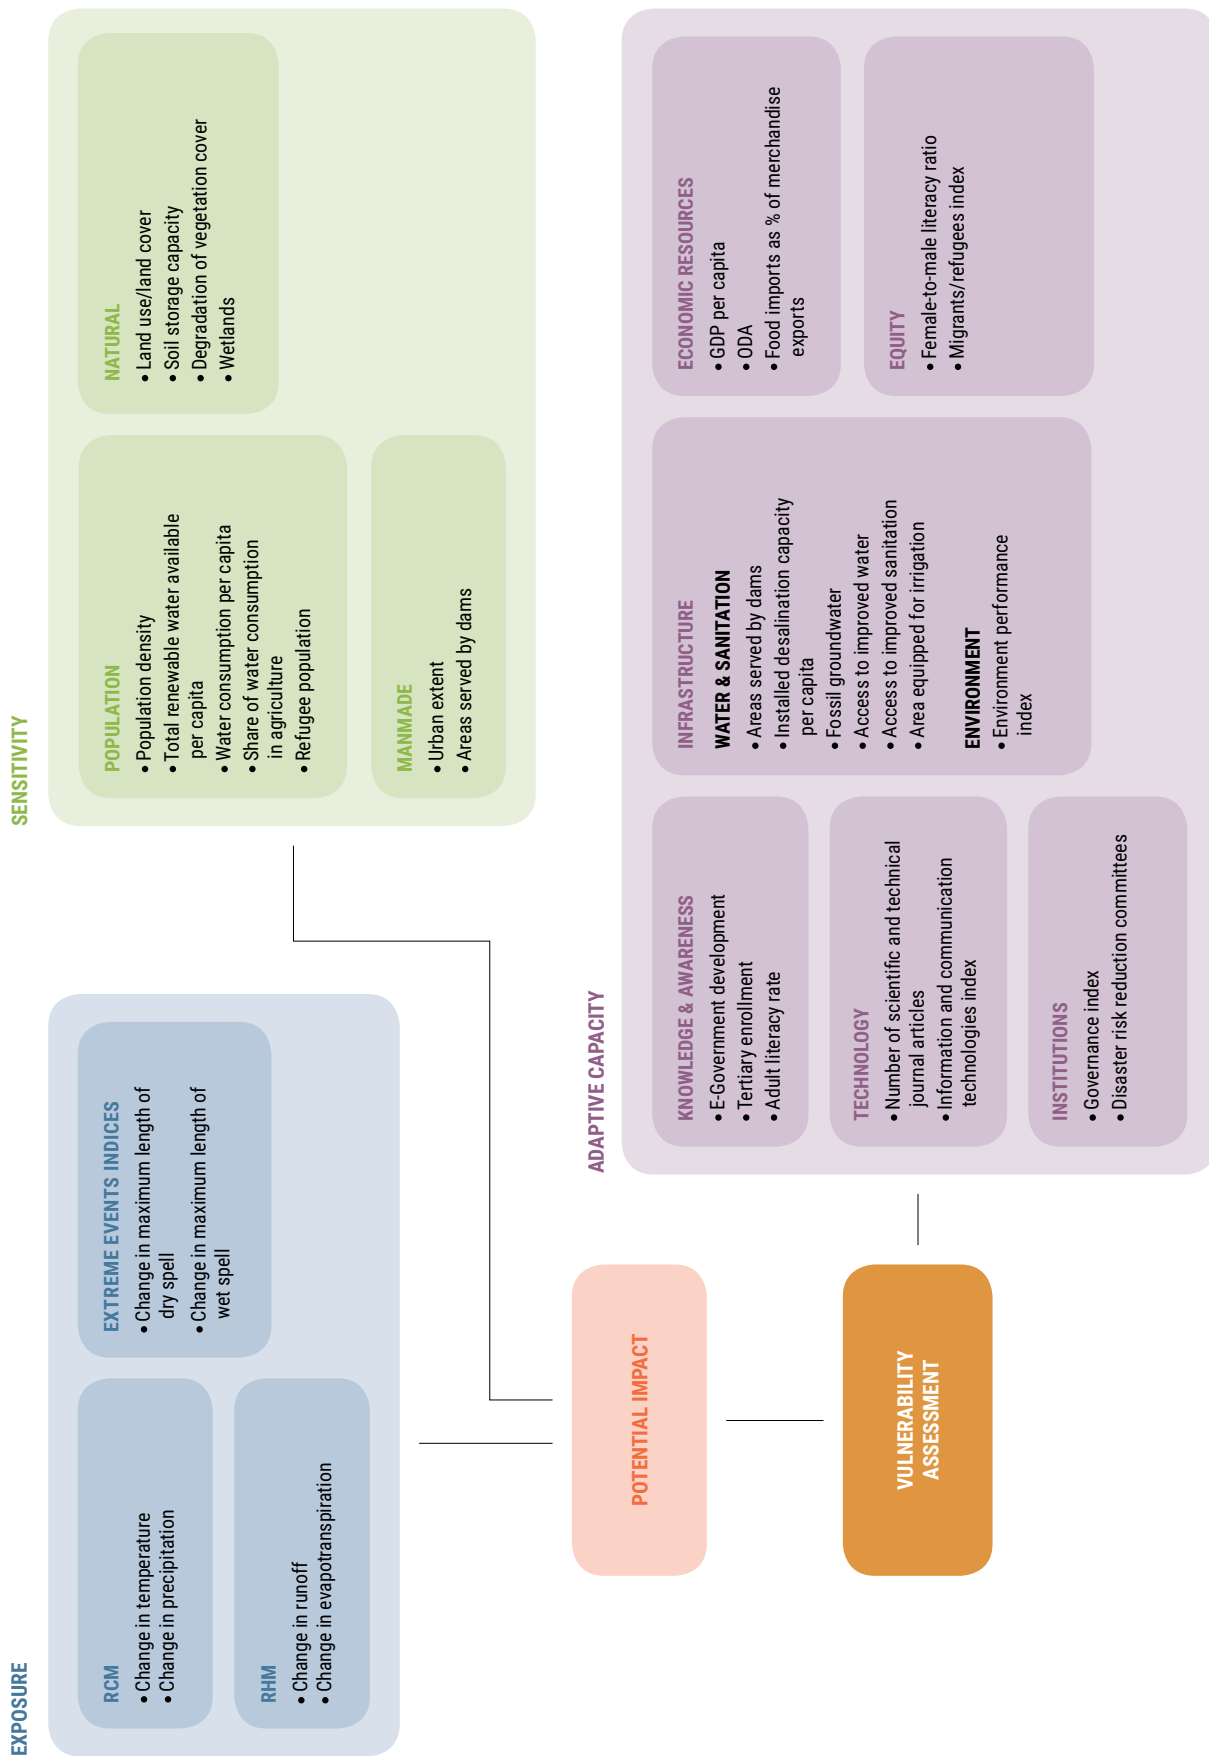 EXPOSURE
RCM
• Change in temperature
• Change in precipitation
RHM
• Change in runoff
• Change in evapotranspiration
EXTREME EVENTS INDICES
• Change in maximum length of
dry spell
• Change in maximum length of
wet spell
SENSITIVITY
POPULATION
• Population density
• Total renewable water available
per capita
• Water consumption per capita
• Share of water consumption
in agriculture
• Refugee population
MANMADE
• Urban extent
• Areas served by dams
NATURAL
• Land use/land cover
• Soil storage capacity
• Degradation of vegetation cover
• Wetlands
POTENTIAL IMPACT
VULNERABILITY
ASSESSMENT
ADAPTIVE CAPACITY
KNOWLEDGE & AWARENESS
• E-Government development
• Tertiary enrollment
• Adult literacy rate
TECHNOLOGY
• Number of scientific and technical
journal articles
• Information and communication
technologies index
INSTITUTIONS
• Governance index
• Disaster risk reduction committees
INFRASTRUCTURE
WATER & SANITATION
• Areas served by dams
• Installed desalination capacity
per capita
• Fossil groundwater
• Access to improved water
• Access to improved sanitation
• Area equipped for irrigation
ENVIRONMENT
• Environment performance
index
ECONOMIC RESOURCES
• GDP per capita
• ODA
• Food imports as % of merchandise
exports
EQUITY
• Female-to-male literacy ratio
• Migrants/refugees index